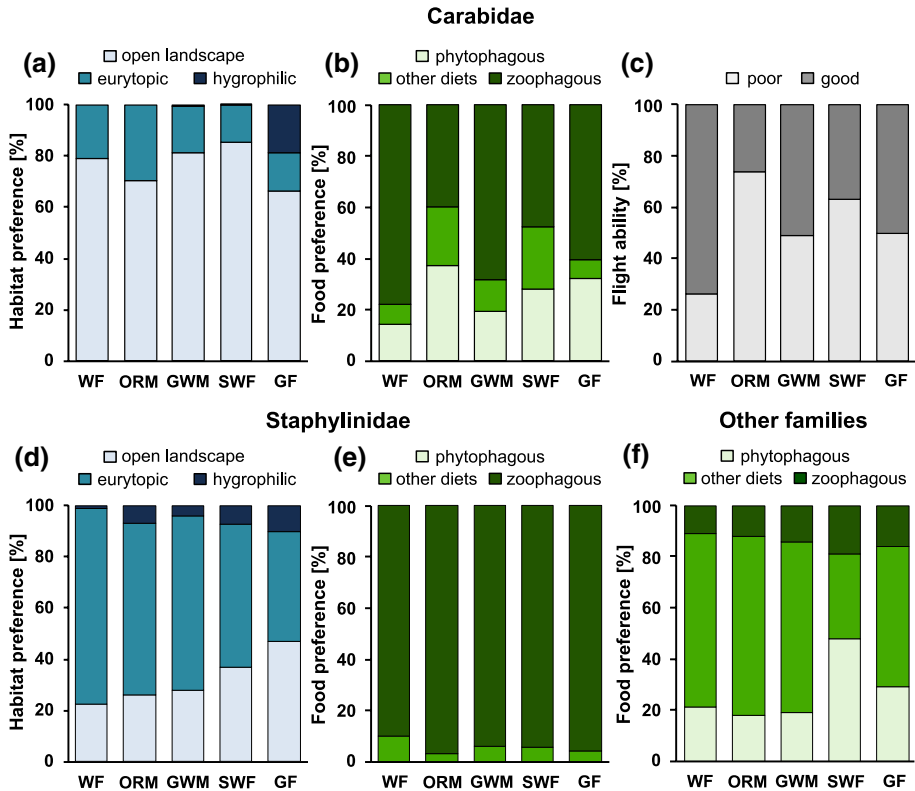 Carabidae
(a) open landscape
eurytopic hygrophilic
Habitat preference [%]
100
80
60
40
20
0
WF ORM GWM SWF GF
(b) phytophagous
other diets zoophagous
Food preference [%]
100
80
60
40
20
0
WF ORM GWM SWF GF
(c) poor good
Flight ability [%]
100
80
60
40
20
0
WF ORM GWM SWF GF
Staphylinidae
(d) open landscape
eurytopic hygrophilic
Habitat preference [%]
100
80
60
40
20
0
WF ORM GWM SWF GF
(e) phytophagous
other diets zoophagous
Food preference [%]
100
80
60
40
20
0
WF ORM GWM SWF GF
Other families
(f) phytophagous
other diets zoophagous
Food preference [%]
100
80
60
40
20
0
WF ORM GWM SWF GF